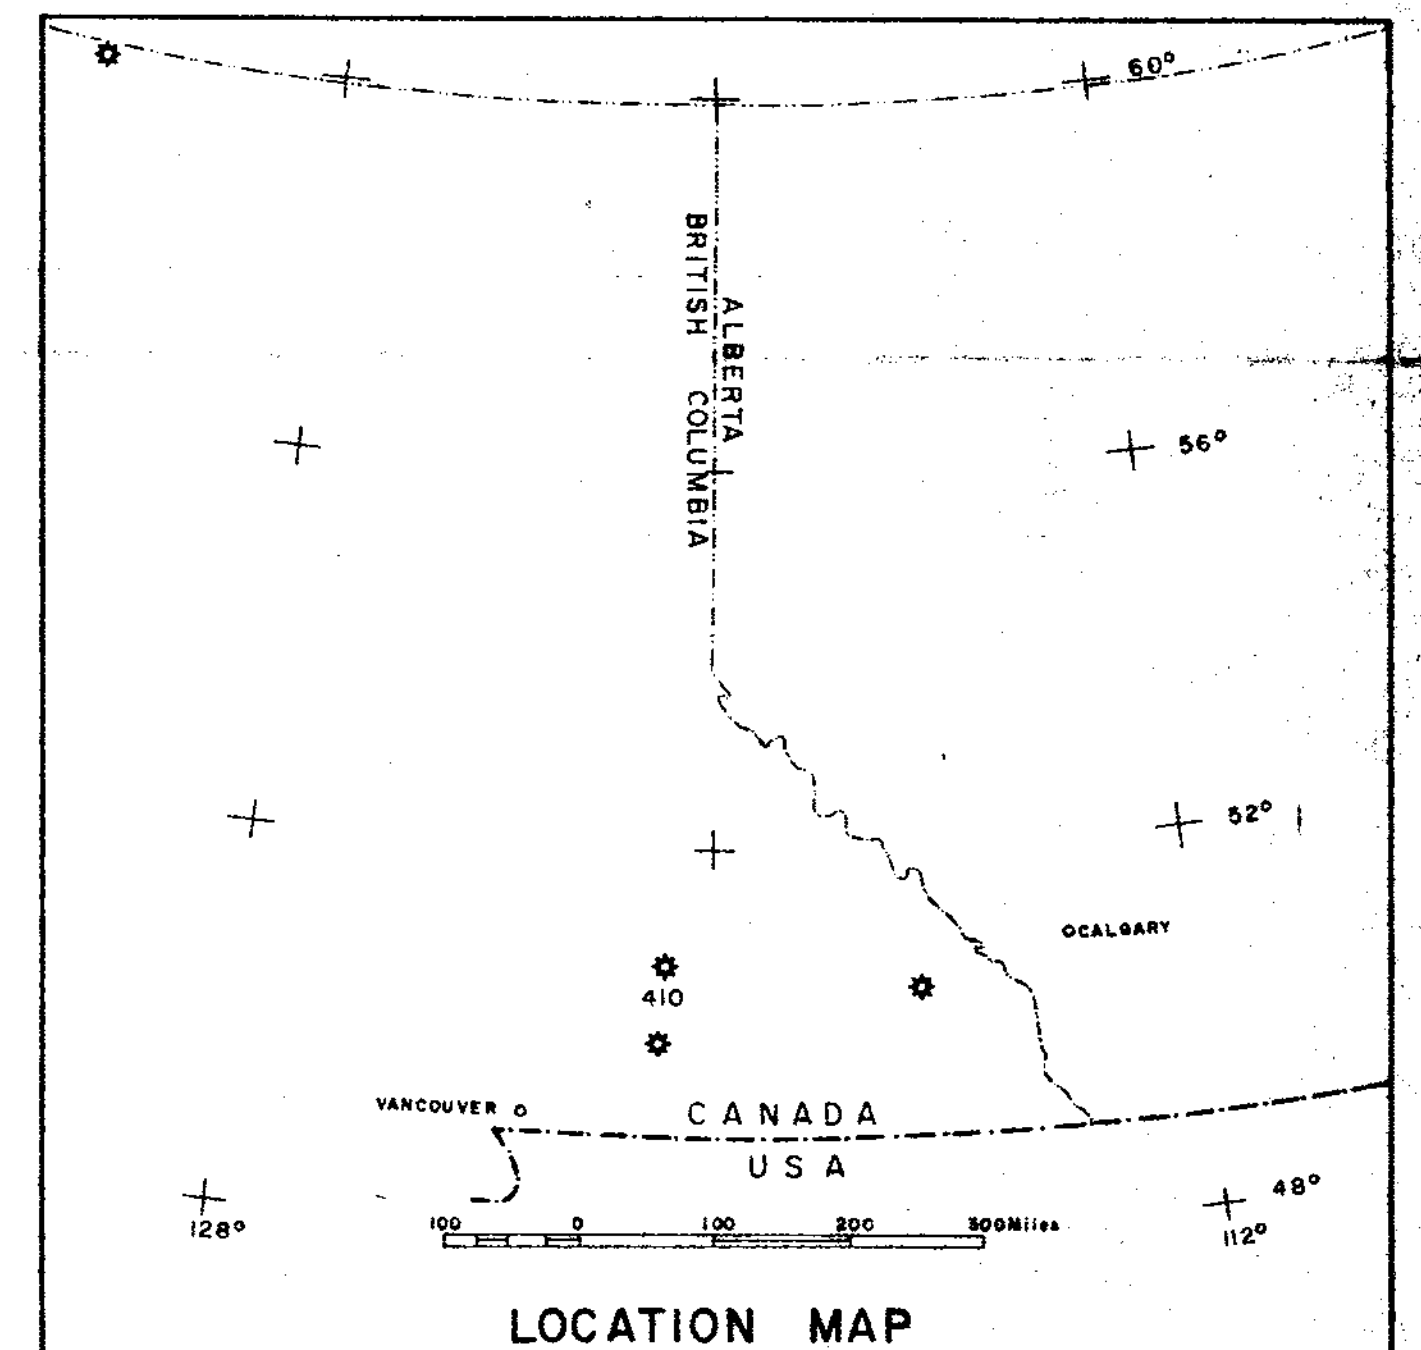 60°
BRITISH COLUMBIA
ALBERTA
56°
52°
OCALGARY
410
VANCOUVER o
CANADA
USA
48°
128°
112°
100 0 100 200 300Miles
LOCATION MAP